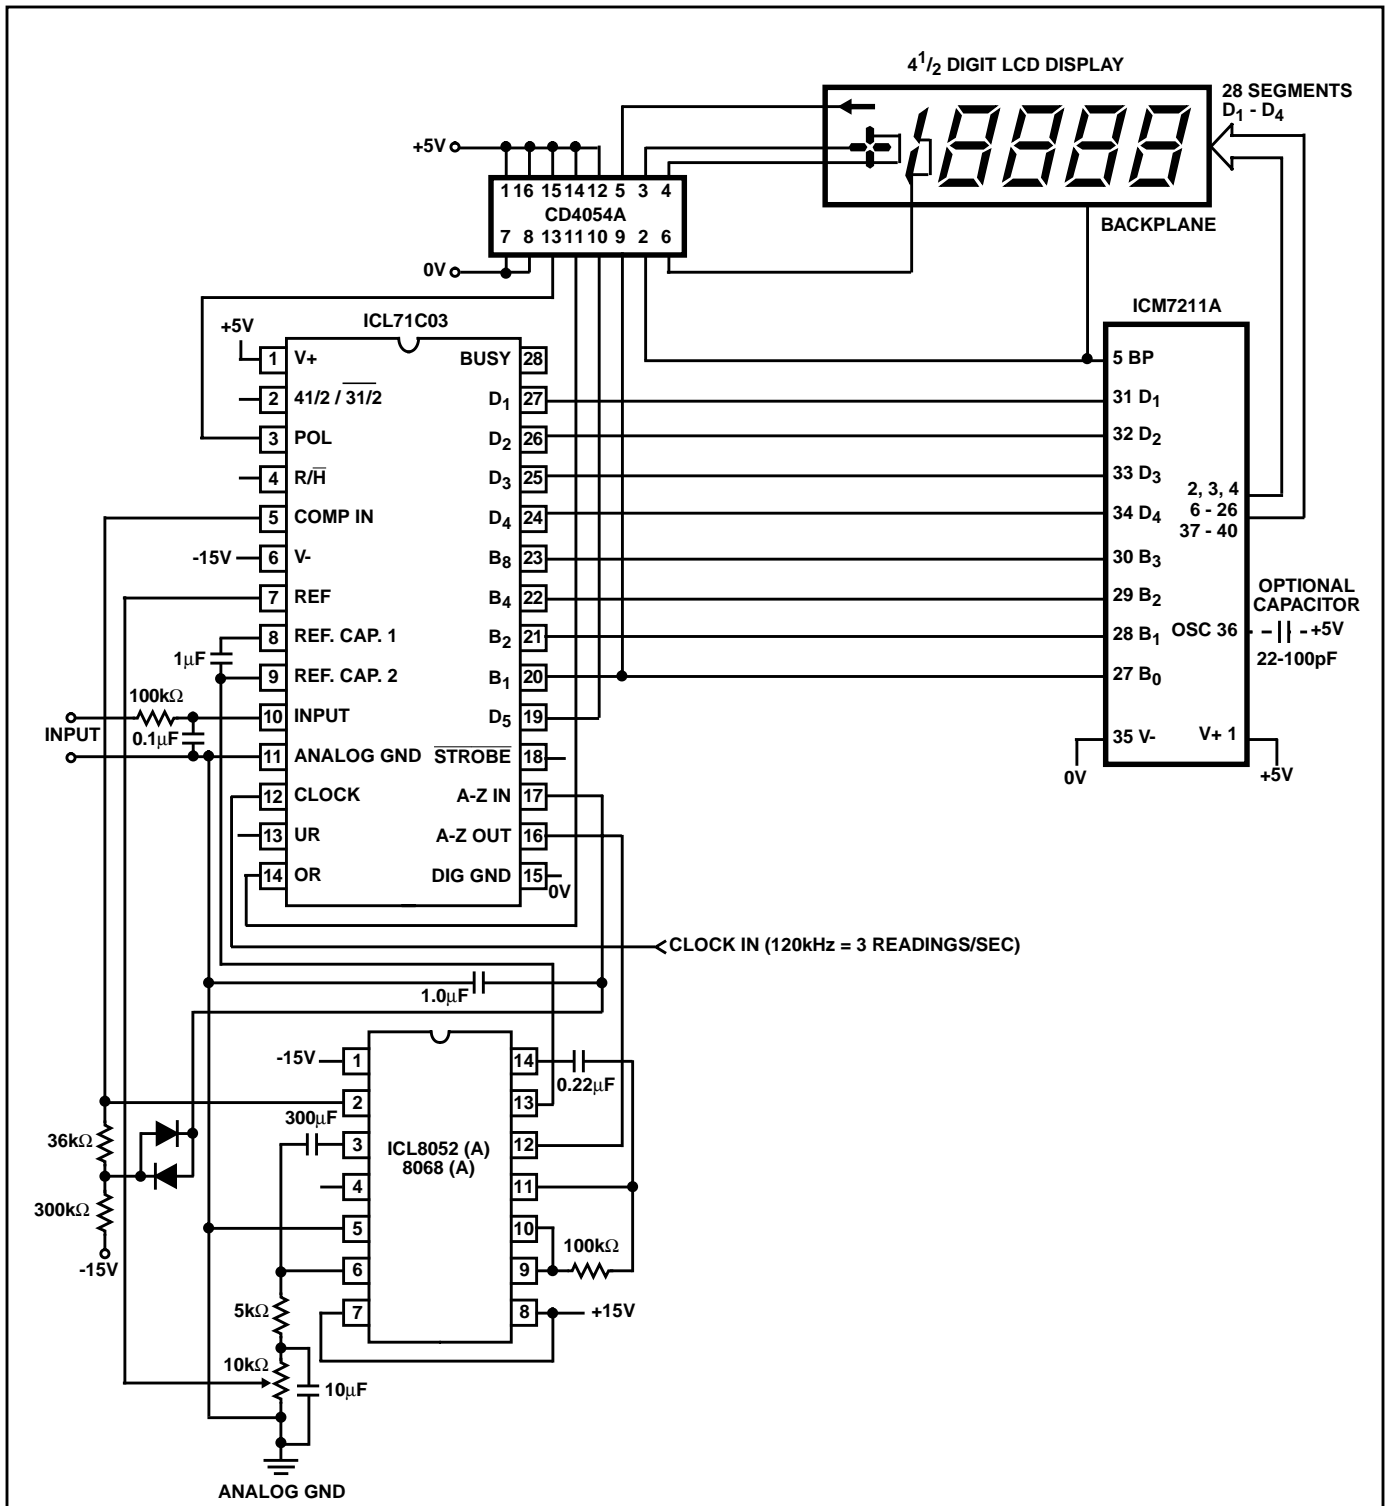 4 1/2 DIGIT LCD DISPLAY
28 SEGMENTS
D1 - D4
+5V
1 16 15 14 12 5 3 4
CD4054A
7 8 13 11 10 9 2 6
0V
BACKPLANE
ICL71C03
ICM7211A
+5V
1 V+
2 41/2 / 31/2
3 POL
4 R/H
5 COMP IN
-15V
6 V-
7 REF
8 REF. CAP. 1
1µF
9 REF. CAP. 2
100kΩ
10 INPUT
INPUT
0.1µF
11 ANALOG GND
12 CLOCK
13 UR
14 OR
BUSY 28
D1 27
D2 26
D3 25
D4 24
B8 23
B4 22
B2 21
B1 20
D5 19
STROBE 18
A-Z IN 17
A-Z OUT 16
DIG GND 15
0V
5 BP
31 D1
32 D2
33 D3
34 D4
30 B3
29 B2
28 B1
27 B0
35 V-
0V
2, 3, 4
6 - 26
37 - 40
OPTIONAL
CAPACITOR
OSC 36
+5V
22-100pF
V+ 1
+5V
CLOCK IN (120kHz = 3 READINGS/SEC)
1.0µF
-15V
1
2
300µF
3
4
5
6
7
ICL8052 (A)
8068 (A)
14
0.22µF
13
12
11
10
100kΩ
9
8
+15V
36kΩ
300kΩ
-15V
5kΩ
10kΩ
10µF
ANALOG GND